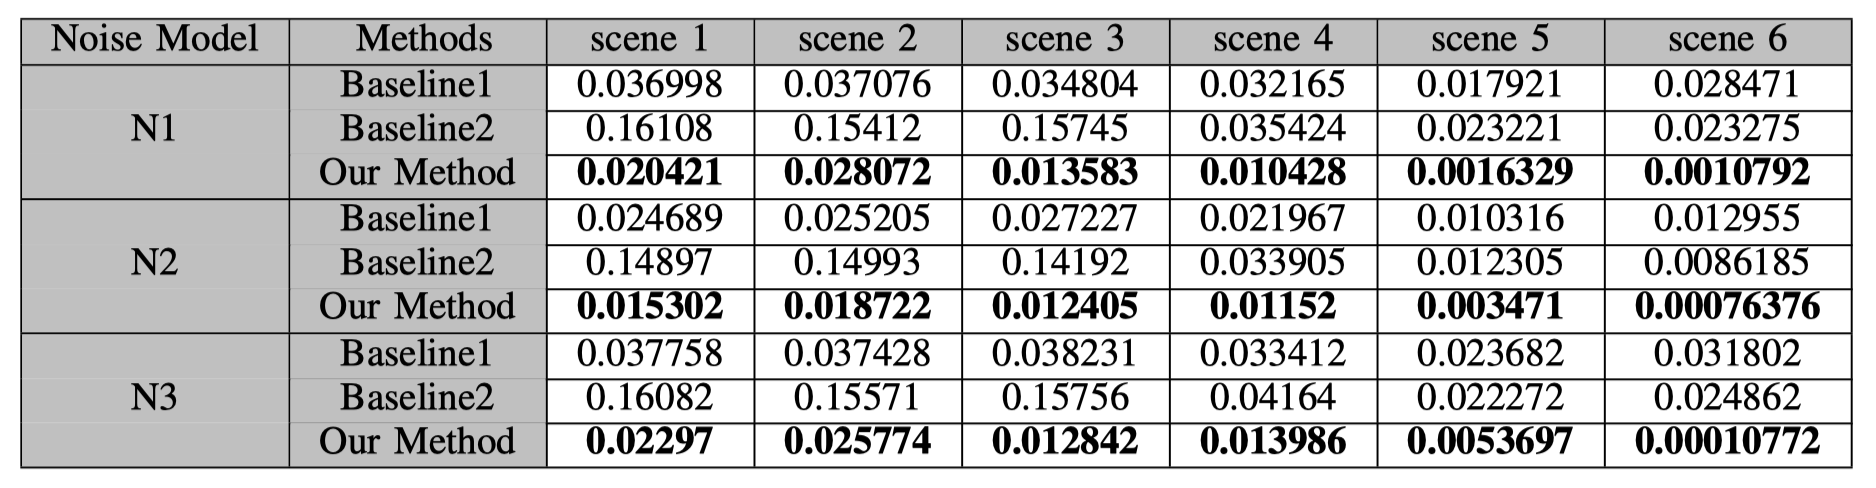 Noise Model Methods scene 1 scene 2 scene 3 scene 4 scene 5 scene 6
Baseline1 0.036998 0.037076 0.034804 0.032165 0.017921 0.028471
N1 Baseline2 0.16108 0.15412 0.15745 0.035424 0.023221 0.023275
Our Method 0.020421 0.028072 0.013583 0.010428 0.0016329 0.0010792
Baseline1 0.024689 0.025205 0.027227 0.021967 0.010316 0.012955
N2 Baseline2 0.14897 0.14993 0.14192 0.033905 0.012305 0.0086185
Our Method 0.015302 0.018722 0.012405 0.01152 0.003471 0.00076376
Baseline1 0.037758 0.037428 0.038231 0.033412 0.023682 0.031802
N3 Baseline2 0.16082 0.15571 0.15756 0.04164 0.022272 0.024862
Our Method 0.02297 0.025774 0.012842 0.013986 0.0053697 0.00010772